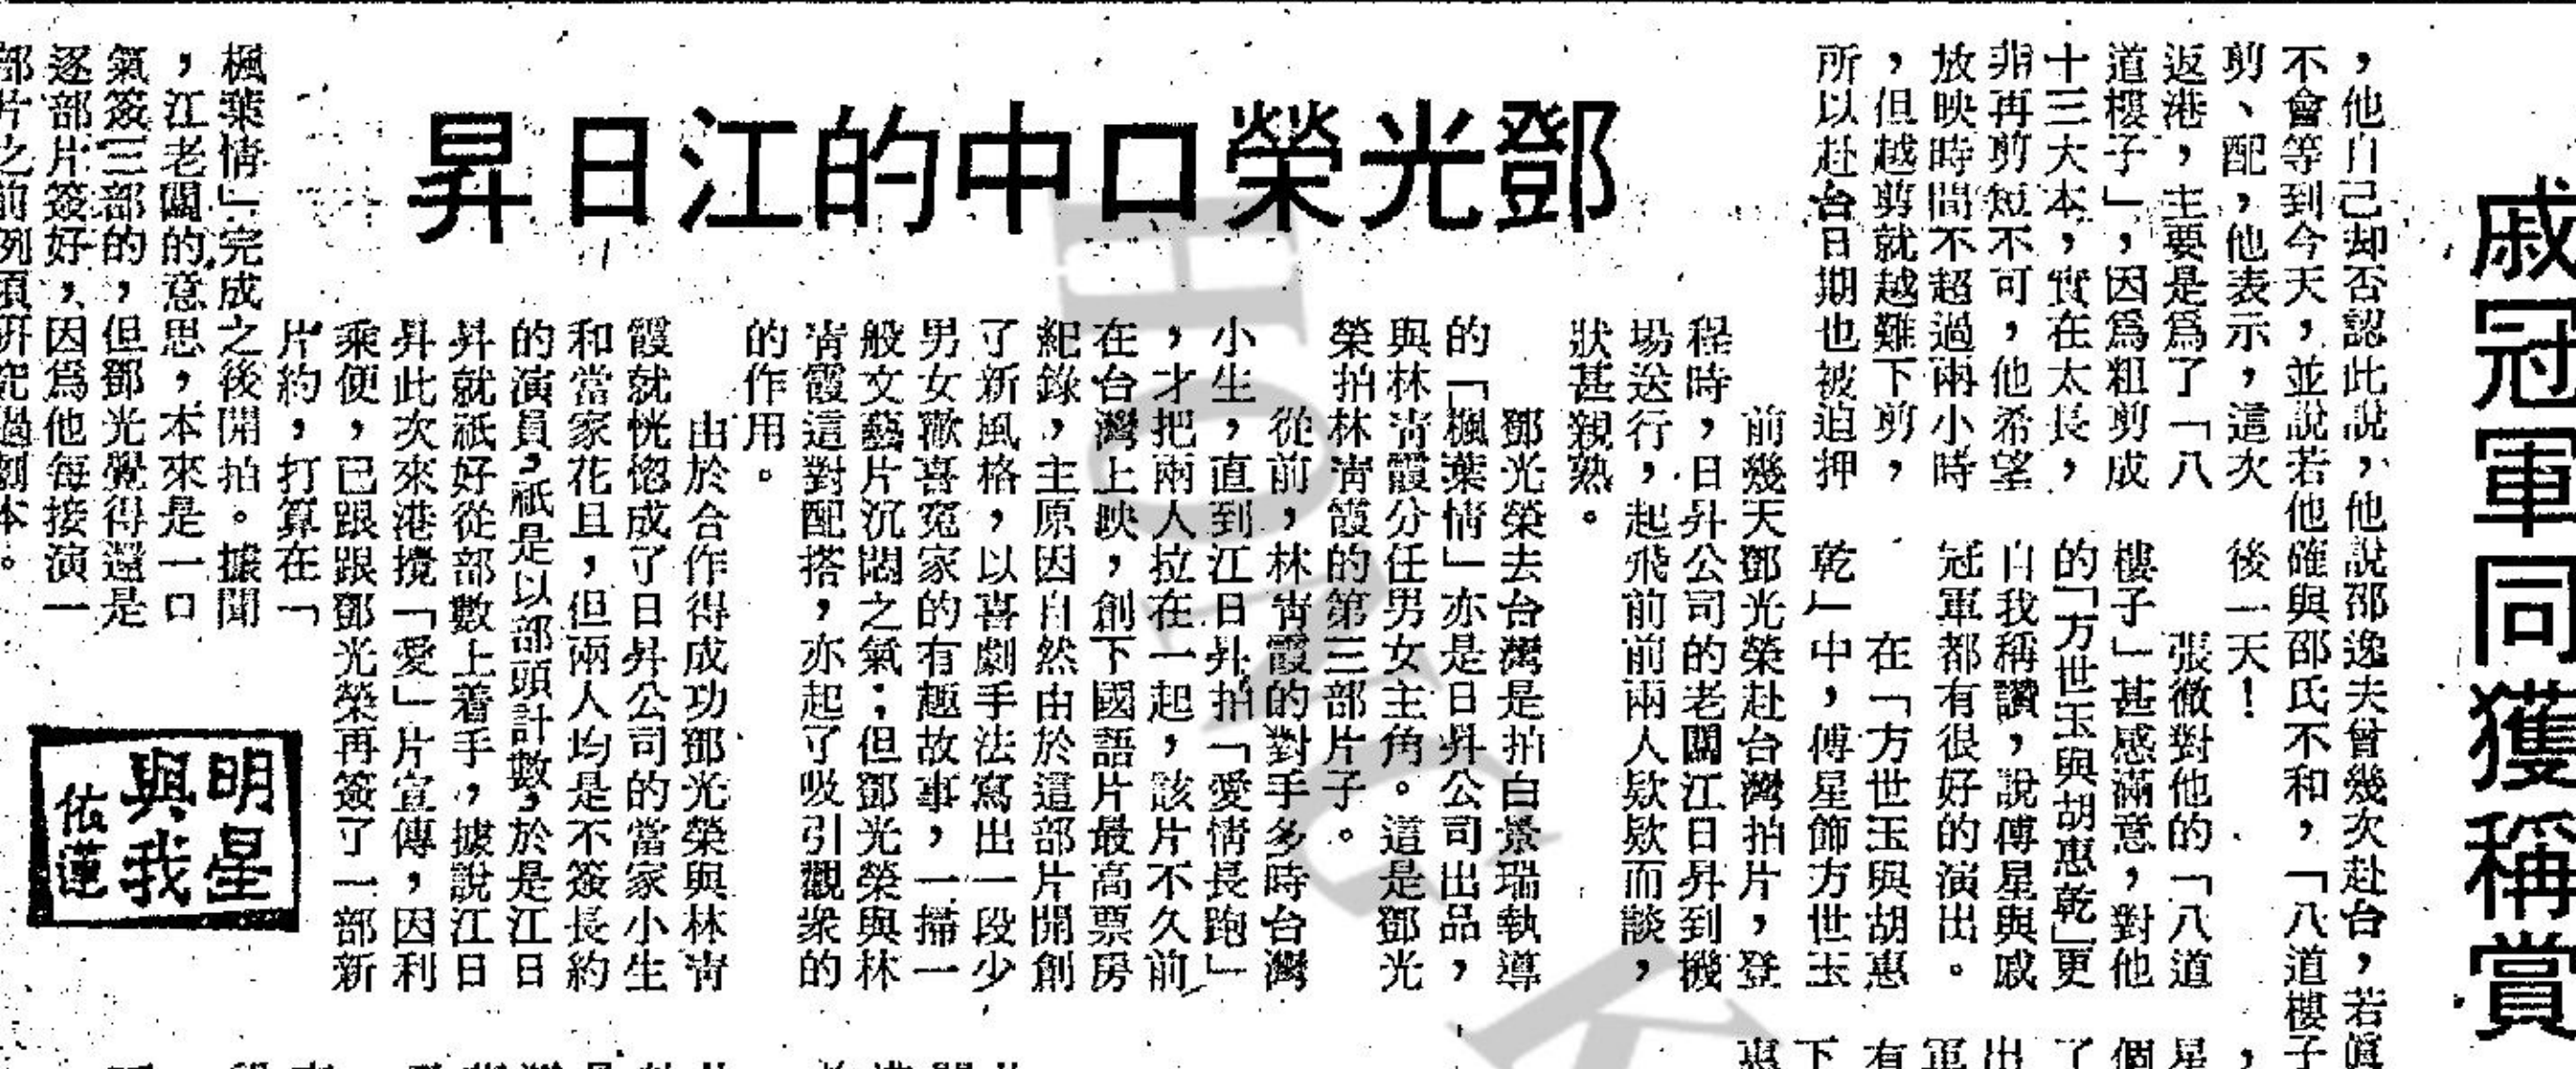 戚冠軍同獲稱賞
，他自己却否認此說，他說邵逸夫曾幾次赴台，若眞
不會等到今天，並說若他確與邵氏不和，「八道樓子
剪、配，他表示，這次
後一天！
返港，主要是爲了「八
道樓子」，因爲粗剪成
十三大本，實在太長，
非再剪短不可，他希望
放映時間不超過兩小時
，但越剪就越難下剪，
所以赴台日期也被迫押
張徹對他的「八道
樓子」甚感滿意，對他
的「方世玉與胡惠乾」更
自我稱讚，說傅星與戚
冠軍都有很好的演出。
在「方世玉與胡惠
乾」中，傅星飾方世玉
鄧光榮口中的江日昇
前幾天鄧光榮赴台灣拍片，登
程時，日昇公司的老闆江日昇到機
場送行，起飛前前兩人欵欵而談，
狀甚親熟。
鄧光榮去台灣是拍白景瑞執導
的「楓葉情」亦是日昇公司出品，
與林靑霞分任男女主角。這是鄧光
榮拍林靑霞的第三部片子。
從前，林靑霞的對手多時台灣
小生，直到江日昇拍「愛情長跑」
，才把兩人拉在一起，該片不久前
在台灣上映，創下國語片最高票房
紀錄，主原因自然由於這部片開創
了新風格，以喜劇手法寫出一段少
男女歡喜寃家的有趣故事，一掃一
般文藝片沉悶之氣；但鄧光榮與林
靑霞這對配搭，亦起了吸引觀衆的
的作用。
由於合作得成功鄧光榮與林靑
霞就恍惚成了日昇公司的當家小生
和當家花旦，但兩人均是不簽長約
的演員，祇是以部頭計數，於是江日
昇就祇好從部數上着手，據說江日
昇此次來港攪「愛」片宣傳，因利
乘便，已跟跟鄧光榮再簽了一部新
片約，打算在「
楓葉情」完成之後開拍。據聞
，江老闆的意思，本來是一口
氣簽三部的，但鄧光覺得還是
逐部片簽好，因爲他每接演一
部片之前例須硏究過劇本。
明星
與我
依蓮
星
個
了
出
軍
有
下
惠